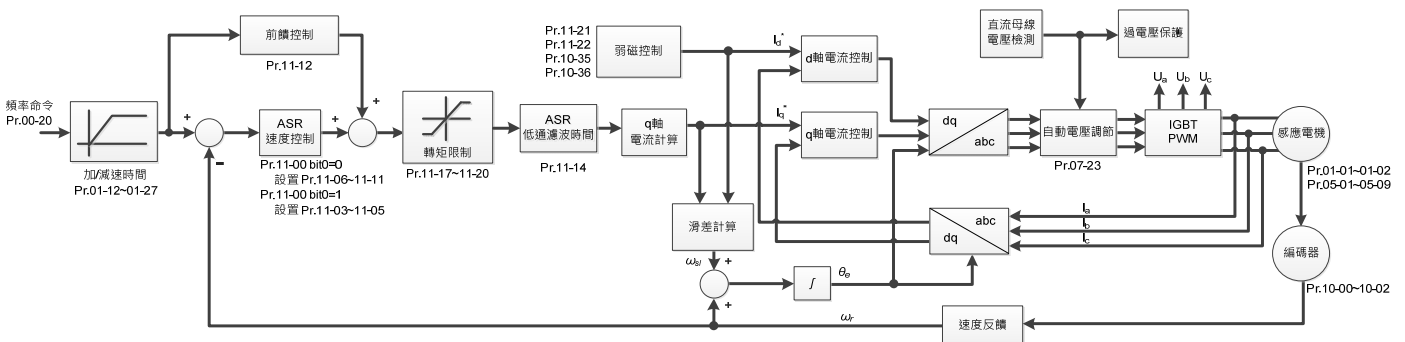 頻率命令
Pr.00-20
加/減速時間
Pr.01-12~01-27
前饋控制
Pr.11-12
+
-
ASR
速度控制
Pr.11-00 bit0=0
設置 Pr.11-06~11-11
Pr.11-00 bit0=1
設置 Pr.11-03~11-05
+
+
轉矩限制
Pr.11-17~11-20
ASR
低通濾波時間
Pr.11-14
q軸
電流計算
Pr.11-21
Pr.11-22
Pr.10-35
Pr.10-36
弱磁控制
Id*
d軸電流控制
Iq*
q軸電流控制
dq
abc
直流母線
電壓檢測
過電壓保護
自動電壓調節
Pr.07-23
Ua Ub Uc
IGBT
PWM
感應電機
Pr.01-01~01-02
Pr.05-01~05-09
滑差計算
ωsl
+
+
∫
θe
abc
dq
Ia
Ib
Ic
編碼器
Pr.10-00~10-02
速度反饋
ωr